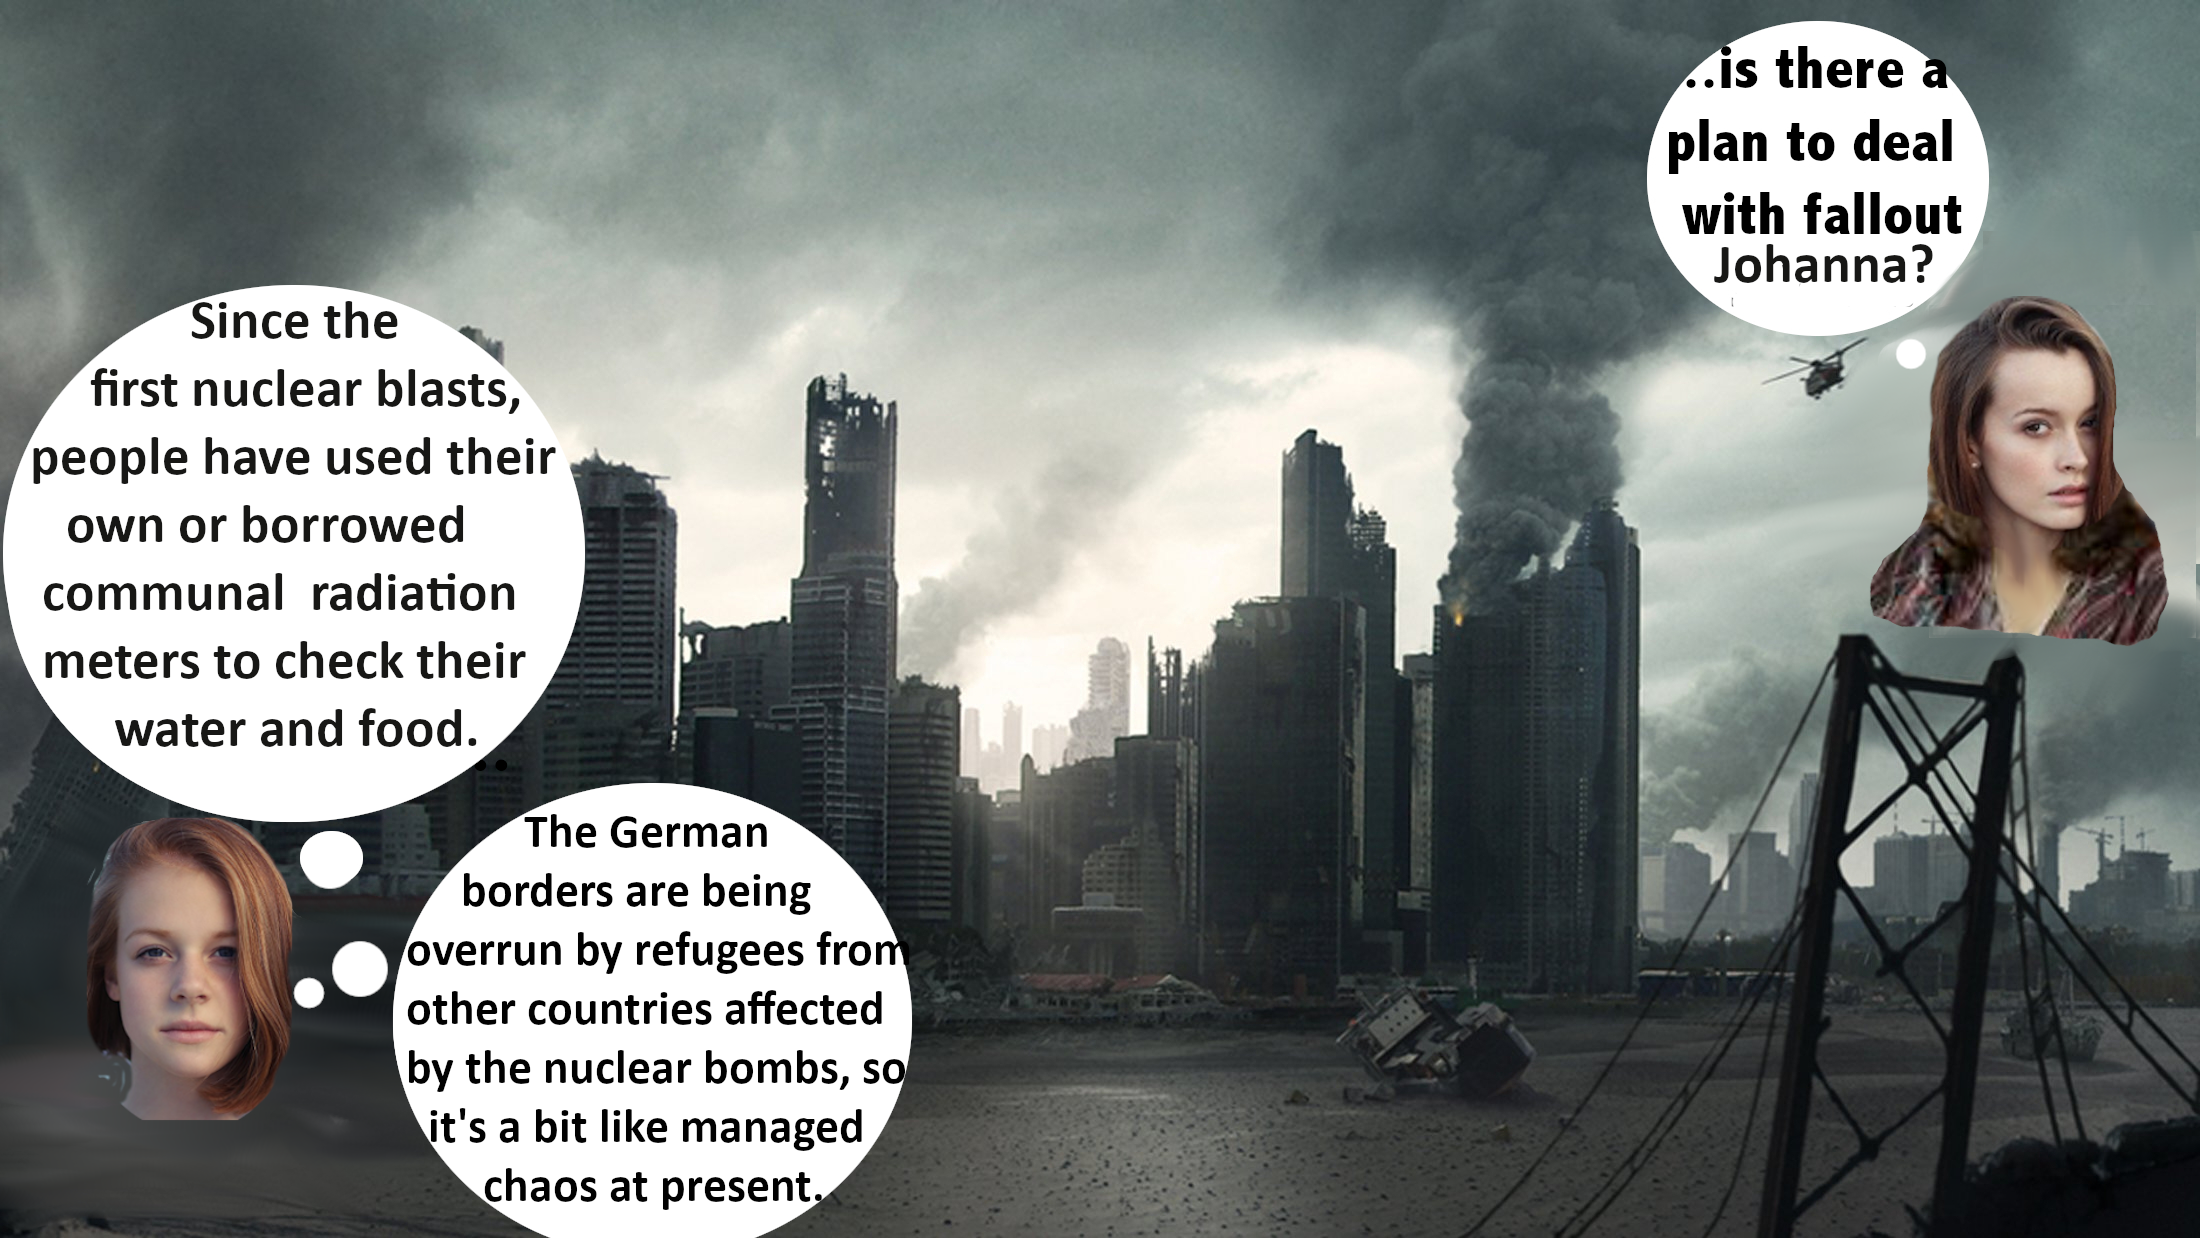 ..is there a
plan to deal
with fallout
Johanna?
Since the
first nuclear blasts,
people have used their
own or borrowed
communal radiation
meters to check their
water and food.
..
The German
borders are being
overrun by refugees from
other countries affected
by the nuclear bombs, so
it's a bit like managed
chaos at present.